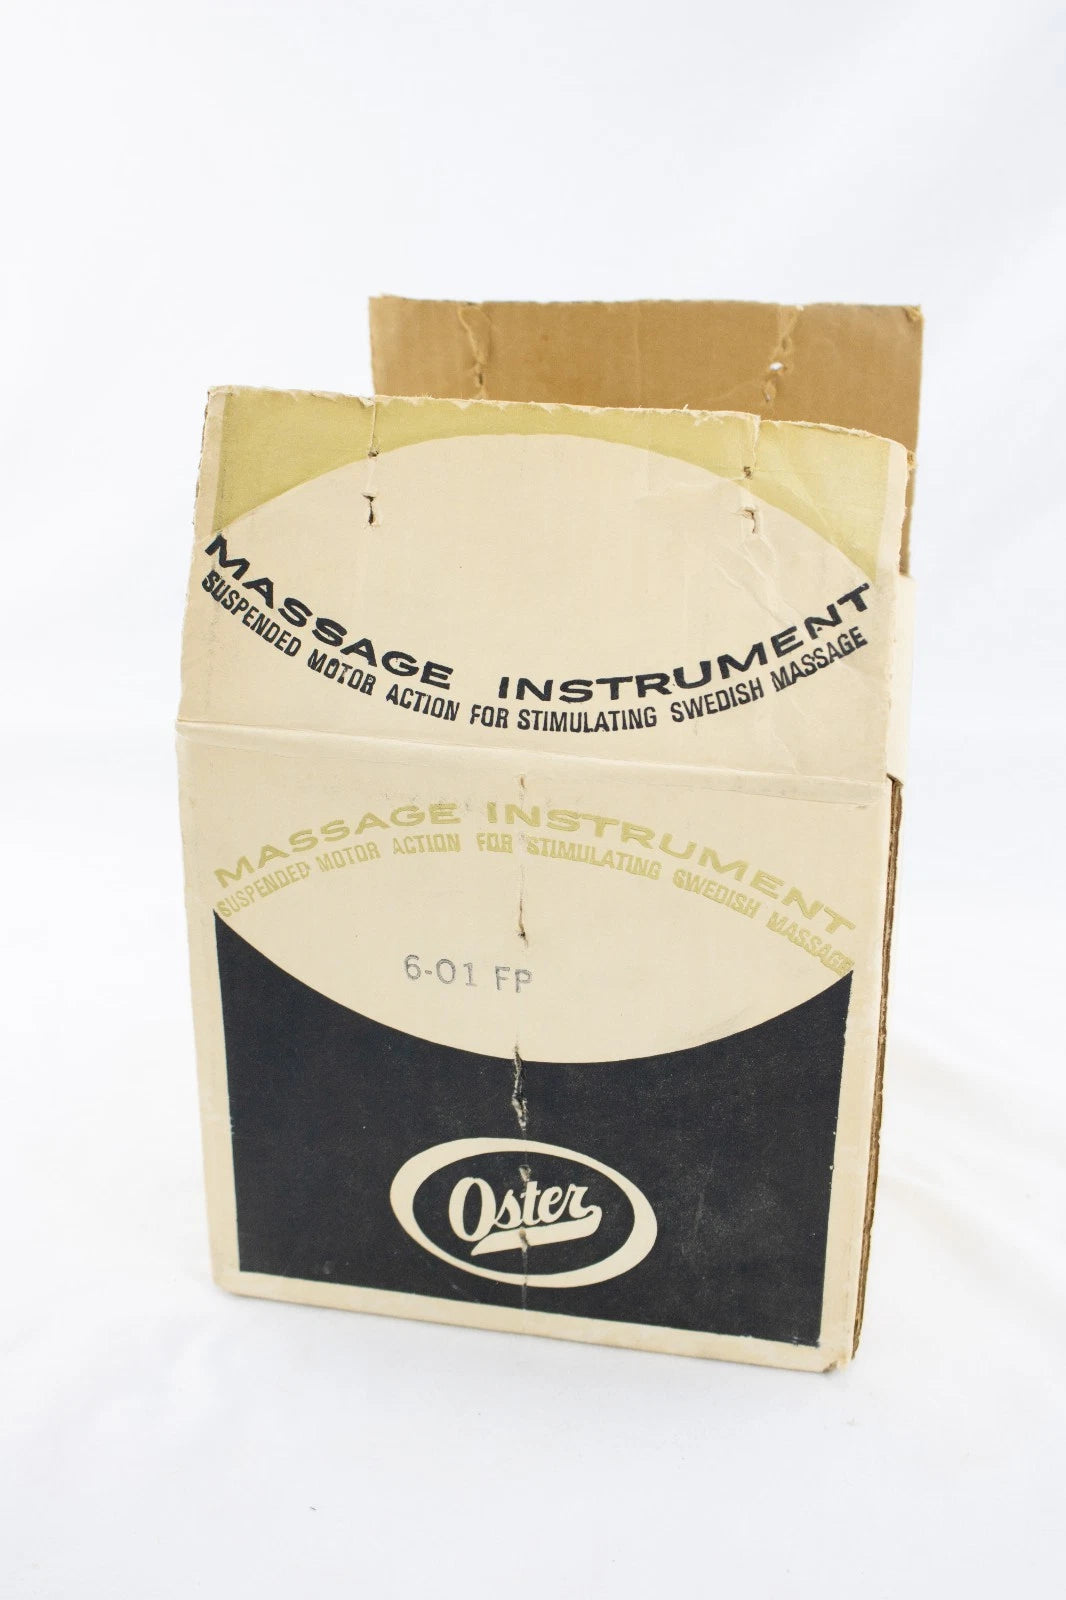 MASSAGE INSTRUMENT
SUSPENDED MOTOR ACTION FOR STIMULATING SWEDISH MASSAGE
MASSAGE INSTRUMENT
SUSPENDED MOTOR ACTION FOR STIMULATING SWEDISH MASSAGE
6-01 FP
Oster